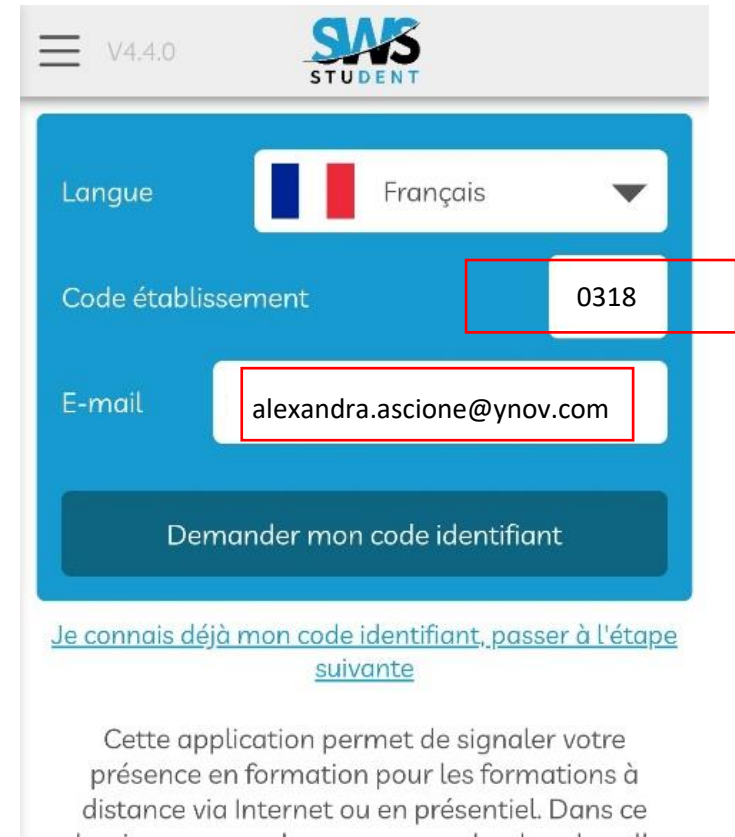 V4.4.0
SWS
STUDENT
Langue
Français
Code établissement
0318
E-mail
alexandra.ascione@ynov.com
Demander mon code identifiant
Je connais déjà mon code identifiant, passer à l'étape
suivante
Cette application permet de signaler votre
présence en formation pour les formations à
distance via Internet ou en présentiel. Dans ce